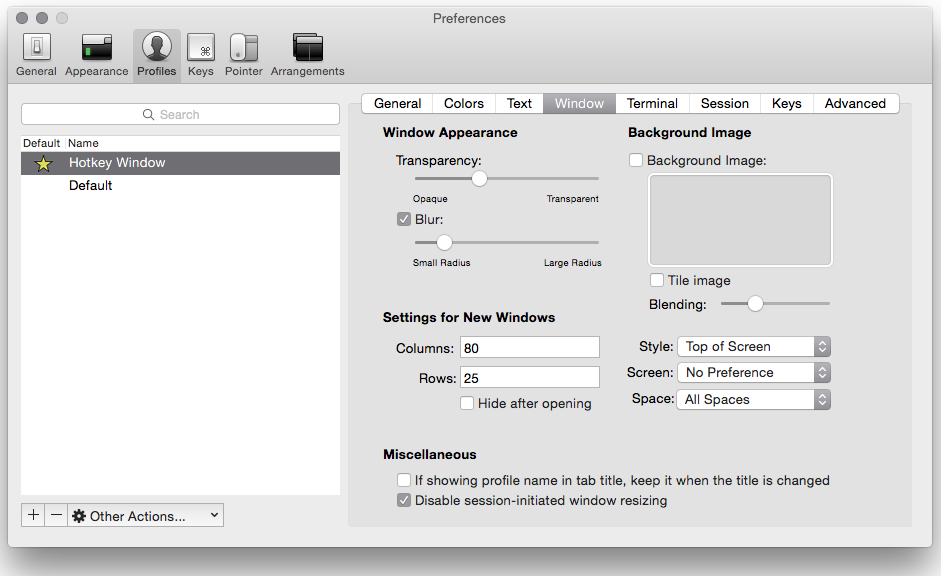 Preferences
General Appearance Profiles Keys Pointer Arrangements
Search
Default Name
Hotkey Window
Default
Other Actions...
General Colors Text Window Terminal Session Keys Advanced
Window Appearance
Transparency:
Opaque Transparent
Blur:
Small Radius Large Radius
Settings for New Windows
Columns: 80
Rows: 25
Hide after opening
Background Image
Background Image:
Tile image
Blending:
Style: Top of Screen
Screen: No Preference
Space: All Spaces
Miscellaneous
If showing profile name in tab title, keep it when the title is changed
Disable session-initiated window resizing